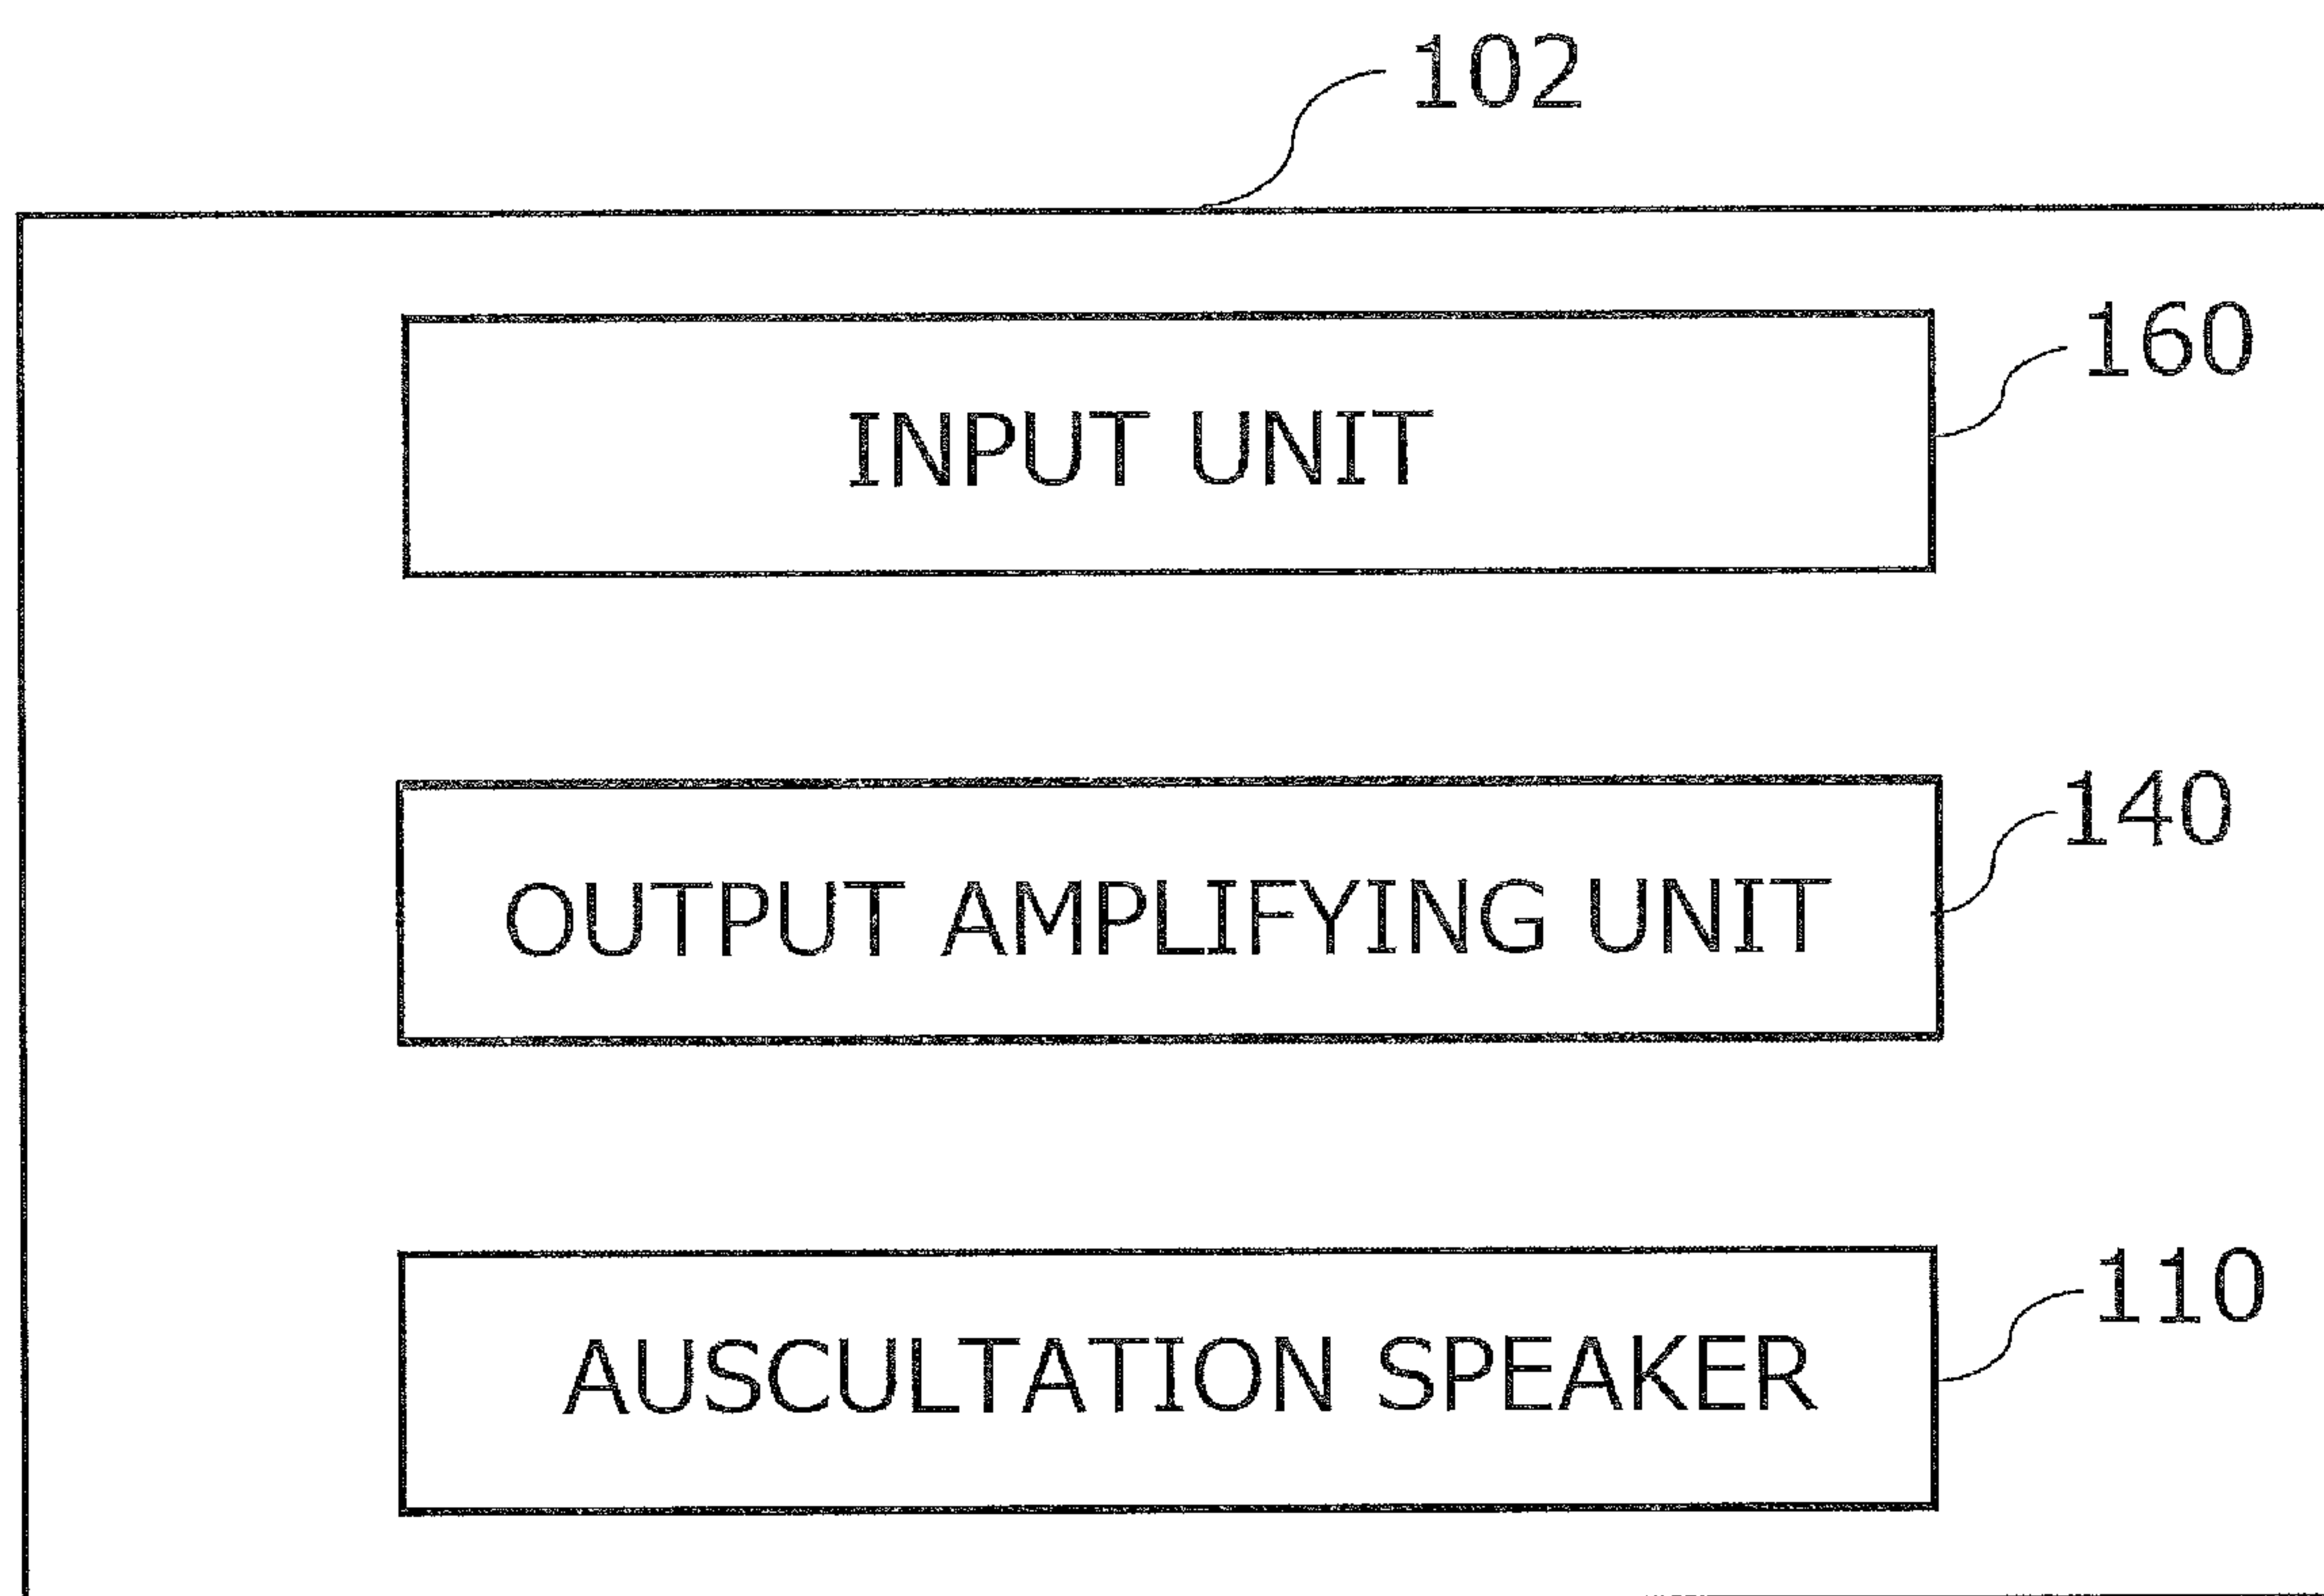 102
160
INPUT UNIT
140
OUTPUT AMPLIFYING UNIT
110
AUSCULTATION SPEAKER